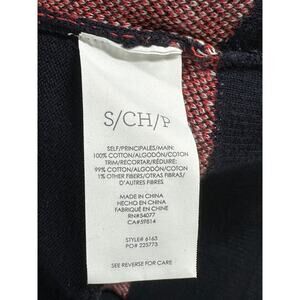 S/CH/P
SELF/PRINCIPALES/MAIN:
100% COTTON/ALGODÓN/COTON
TRIM/RECORTAR/RÉDUIRE:
99% COTTON/ALGODÓN/COTON
1% OTHER FIBERS/OTRAS FIBRAS/
D'AUTRES FIBRES
MADE IN CHINA
HECHO EN CHINA
FABRIQUÉ EN CHINE
RN#54077
CA#59814
STYLE# 6163
PO# 225773
SEE REVERSE FOR CARE